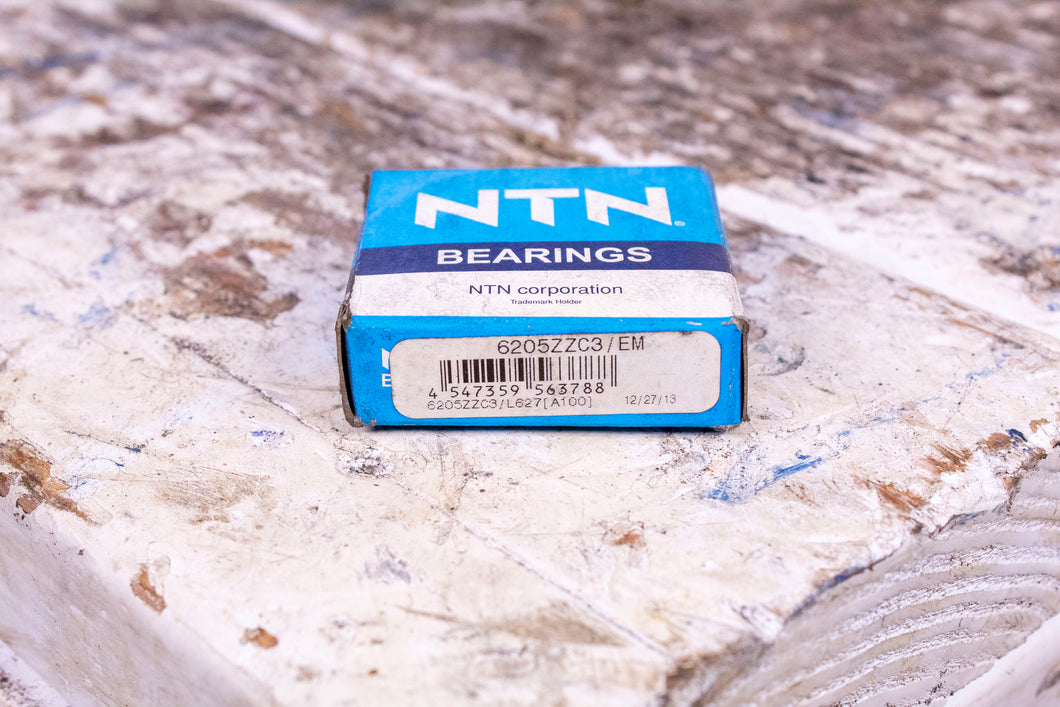 NTN®
BEARINGS
NTN corporation
Trademark Holder
6205ZZC3/EM
4 547359 563788
6205ZZC3/L627[A100] 12/27/13